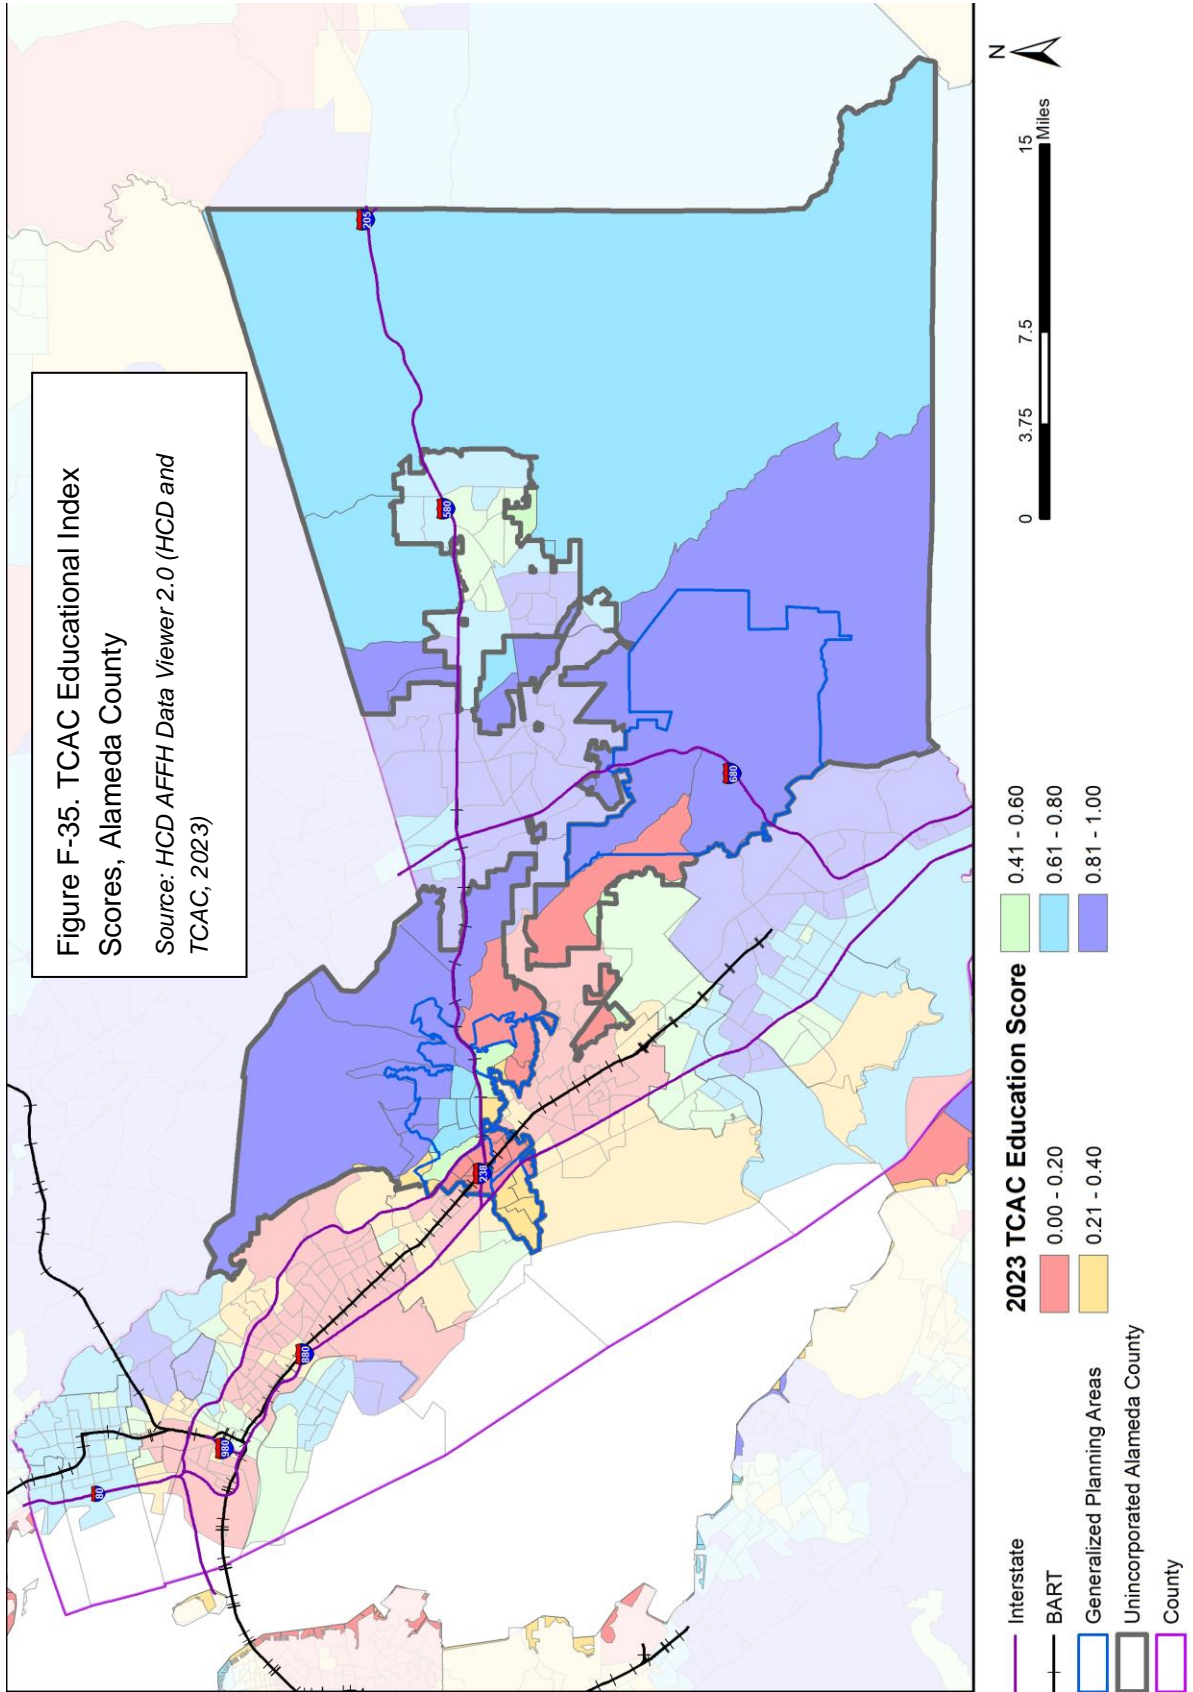 Figure F-35. TCAC Educational Index
Scores, Alameda County
Source: HCD AFFH Data Viewer 2.0 (HCD and
TCAC, 2023)
80
980
880
238
680
580
205
Interstate
BART
Generalized Planning Areas
Unincorporated Alameda County
County
2023 TCAC Education Score
0.00 - 0.20
0.21 - 0.40
0.41 - 0.60
0.61 - 0.80
0.81 - 1.00
0 3.75 7.5 15
Miles
N